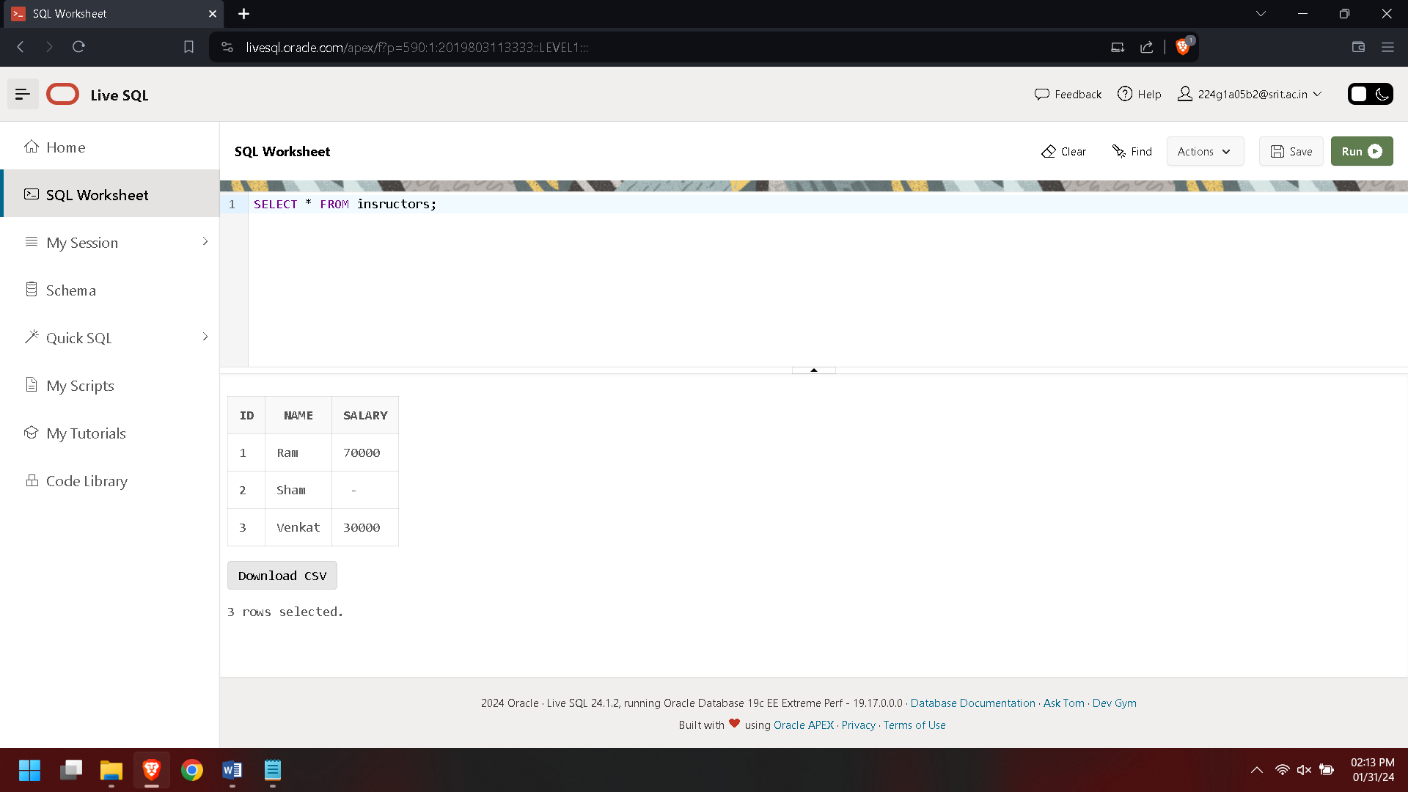 SQL Worksheet
livesql.oracle.com/apex/f?p=590:1:2019803113333::LEVEL1:::
1
Live SQL
Feedback
Help
224g1a05b2@srit.ac.in
Home
SQL Worksheet
My Session
Schema
Quick SQL
My Scripts
My Tutorials
Code Library
SQL Worksheet
Clear
Find
Actions
Save
Run
1 SELECT * FROM insructors;
ID NAME SALARY
1 Ram 70000
2 Sham -
3 Venkat 30000
Download CSV
3 rows selected.
2024 Oracle · Live SQL 24.1.2, running Oracle Database 19c EE Extreme Perf - 19.17.0.0.0 · Database Documentation · Ask Tom · Dev Gym
Built with ❤ using Oracle APEX · Privacy · Terms of Use
02:13 PM
01/31/24